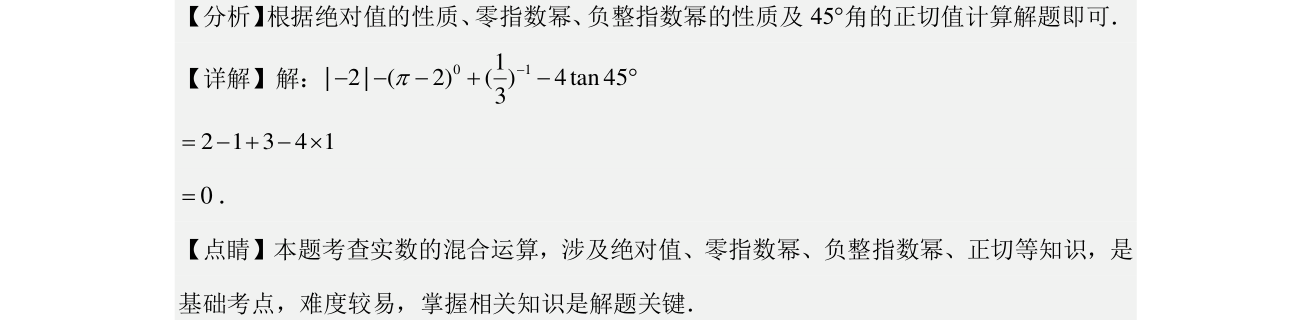 【分析】根据绝对值的性质、零指数幂、负整指数幂的性质及 45°角的正切值计算解题即可．
【详解】解：|−2|−(π−2)⁰+(1/3)⁻¹−4tan45°
=2−1+3−4×1
=0．
【点睛】本题考查实数的混合运算，涉及绝对值、零指数幂、负整指数幂、正切等知识，是
基础考点，难度较易，掌握相关知识是解题关键．